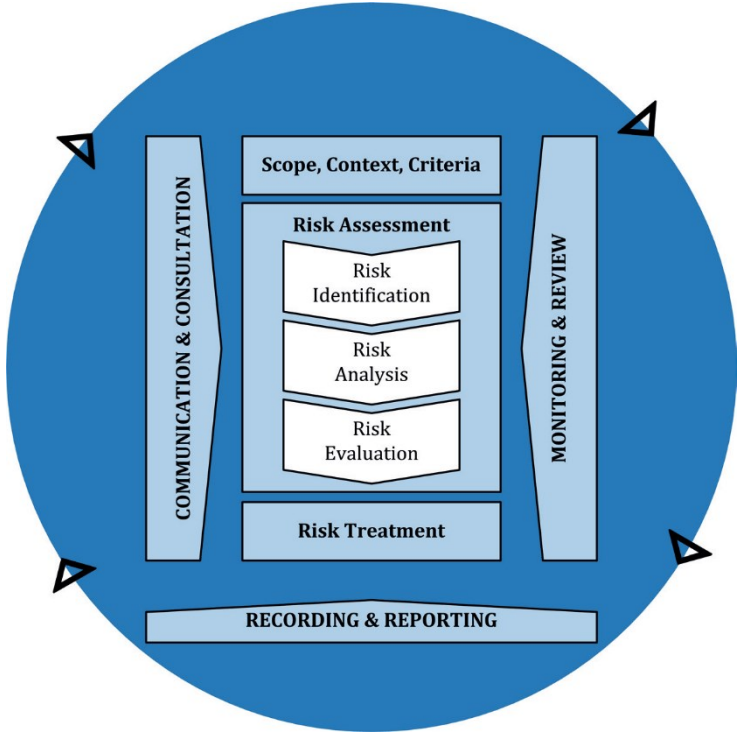 Scope, Context, Criteria
COMMUNICATION & CONSULTATION
Risk Assessment
Risk
Identification
Risk
Analysis
Risk
Evaluation
MONITORING & REVIEW
Risk Treatment
RECORDING & REPORTING